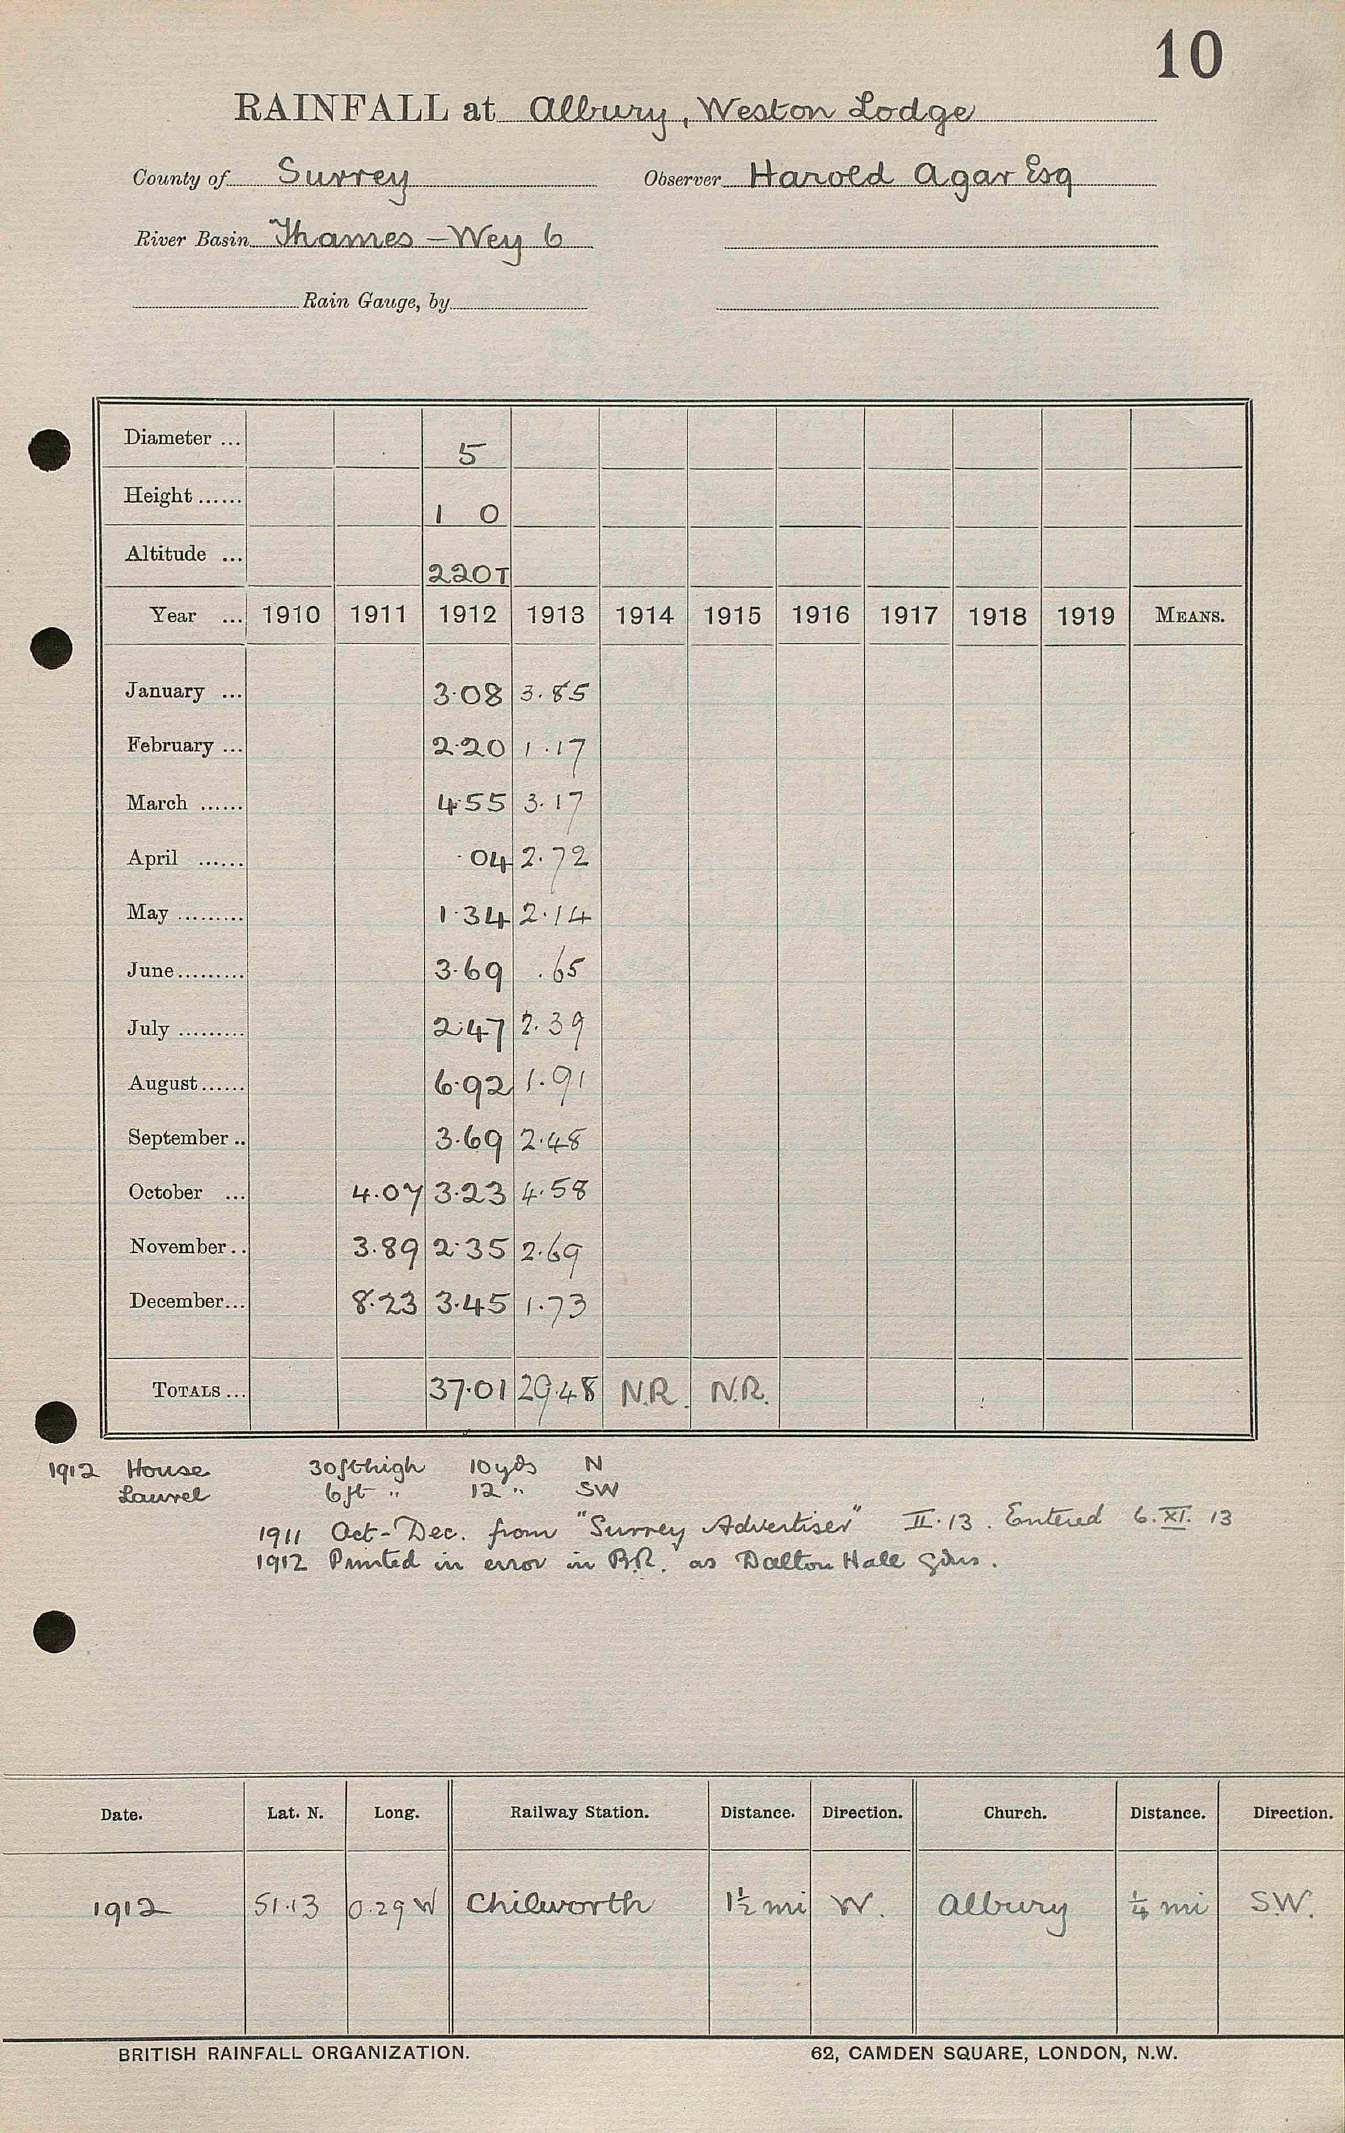 10
RAINFALL at Albury, Weston Lodge
County of Surrey Observer Harold Agar Esq
River Basin Thames - Wey 6
Rain Gauge, by
Diameter ... 5
Height ...... 1 0
Altitude ... 220T
Year ... 1910 1911 1912 1913 1914 1915 1916 1917 1918 1919 MEANS.
January ... 3.08 3.85
February ... 2.20 1.17
March ...... 4.55 3.17
April ...... .04 2.72
May ......... 1.34 2.14
June ......... 3.69 .65
July ......... 2.47 2.39
August ...... 6.92 1.91
September .. 3.69 2.48
October ... 4.07 3.23 4.58
November .. 3.89 2.35 2.69
December ... 8.23 3.45 1.73
TOTALS ... 37.01 29.48 N.R. N.R.
1912 House 30ft high 10yds N
Laurel 6ft " 12 " SW
1911 Oct-Dec. from "Surrey Advertiser" II.13. Entered 6.XI.13
1912 Printed in error in B.R. as Dalton Hall Gdns.
Date. Lat. N. Long. Railway Station. Distance. Direction. Church. Distance. Direction.
1912 51.13 0.29 W Chilworth 1½ mi W. Albury ¼ mi S.W.
BRITISH RAINFALL ORGANIZATION. 62, CAMDEN SQUARE, LONDON, N.W.